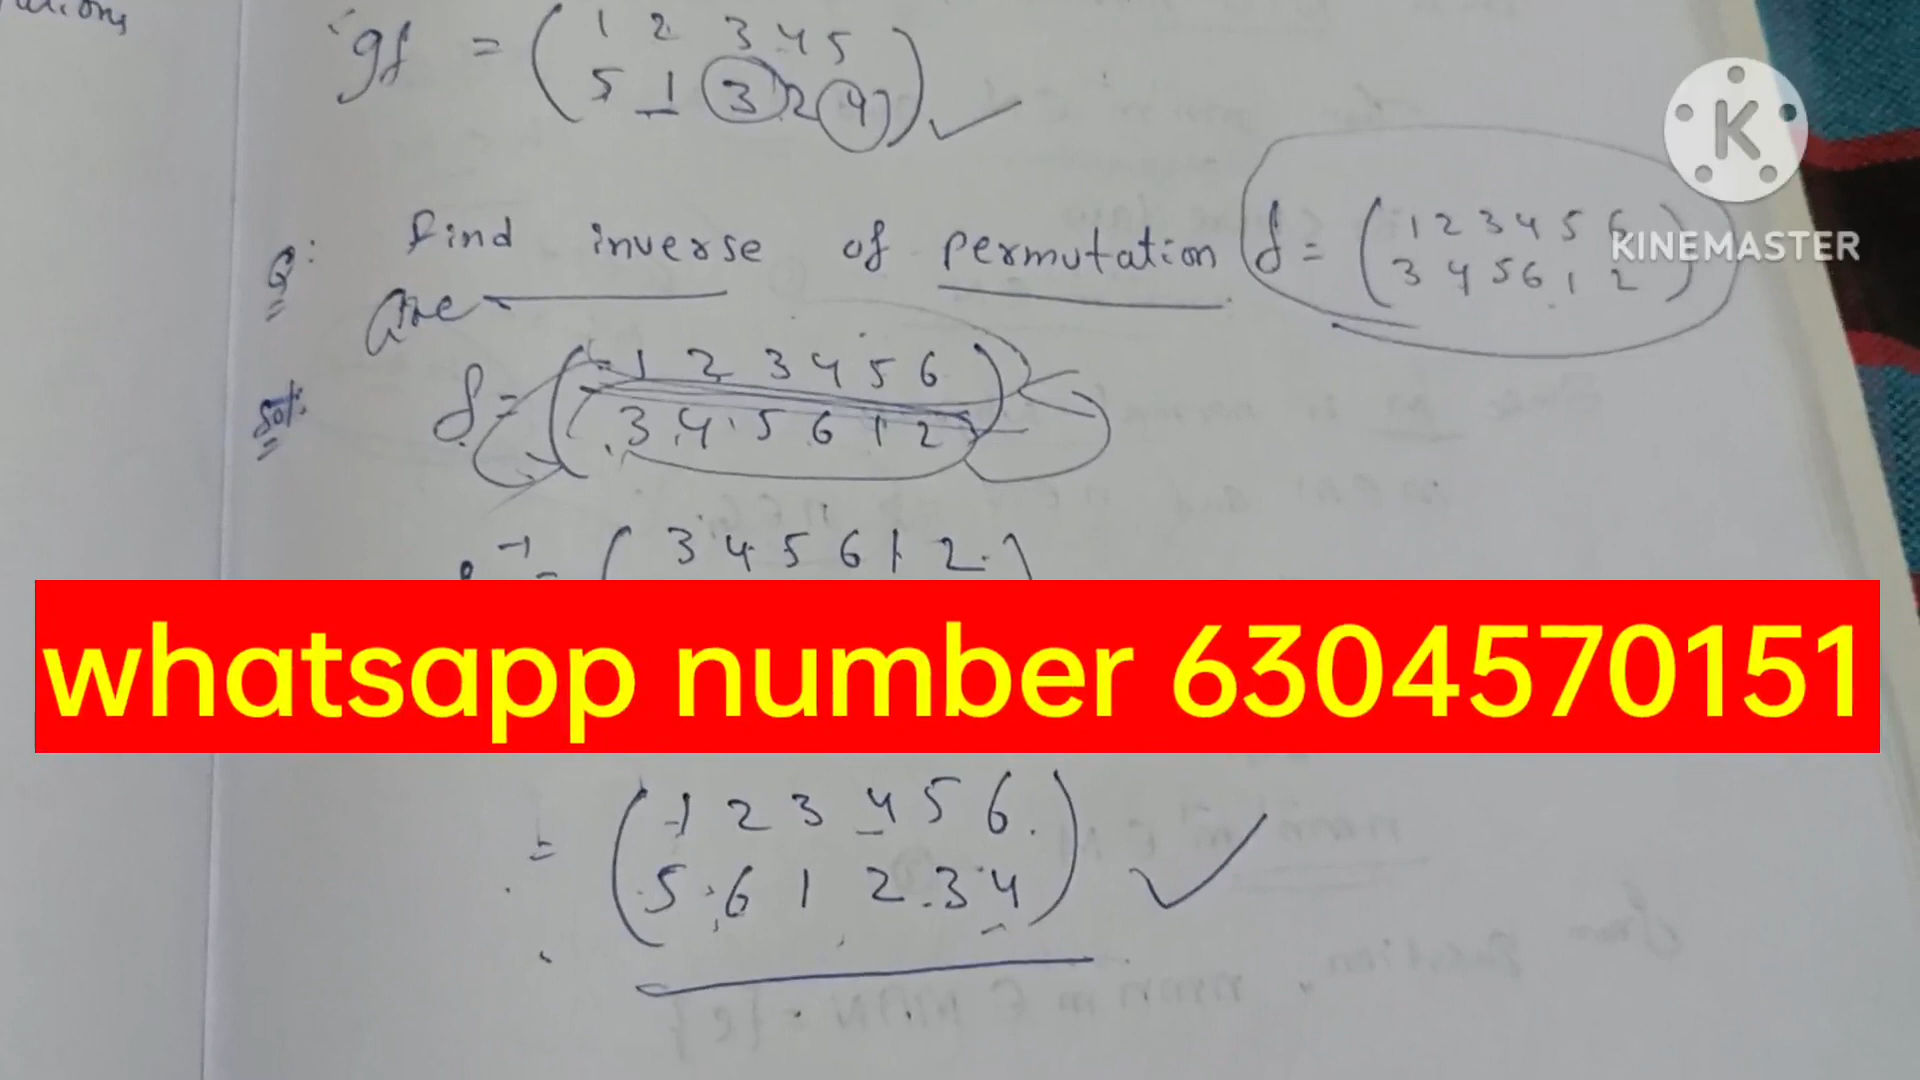 gf = ( 1 2 3 4 5
5 1 3 2 4 )
K
KINEMASTER
Q: Find inverse of permutation f = ( 1 2 3 4 5 6
3 4 5 6 1 2 )
are
Sol: f = ( 1 2 3 4 5 6
3 4 5 6 1 2 )
-1 = ( 3 4 5 6 1 2 )
whatsapp number 6304570151
= ( 1 2 3 4 5 6
5 6 1 2 3 4 )